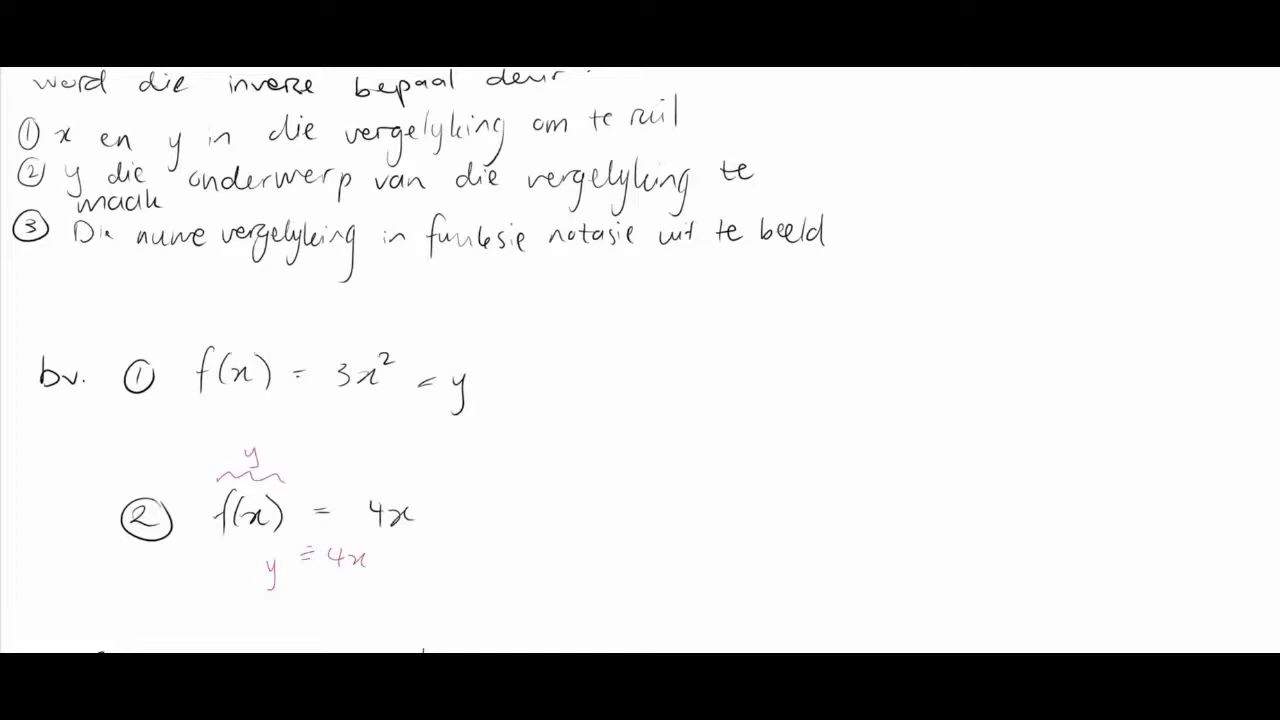 word die inverse bepaal deur :
① x en y in die vergelyking om te ruil
② y die onderwerp van die vergelyking te
maak
③ Die nuwe vergelyking in funksie notasie uit te beeld
bv. ① f(x) = 3x² = y
y
② f(x) = 4x
y = 4x